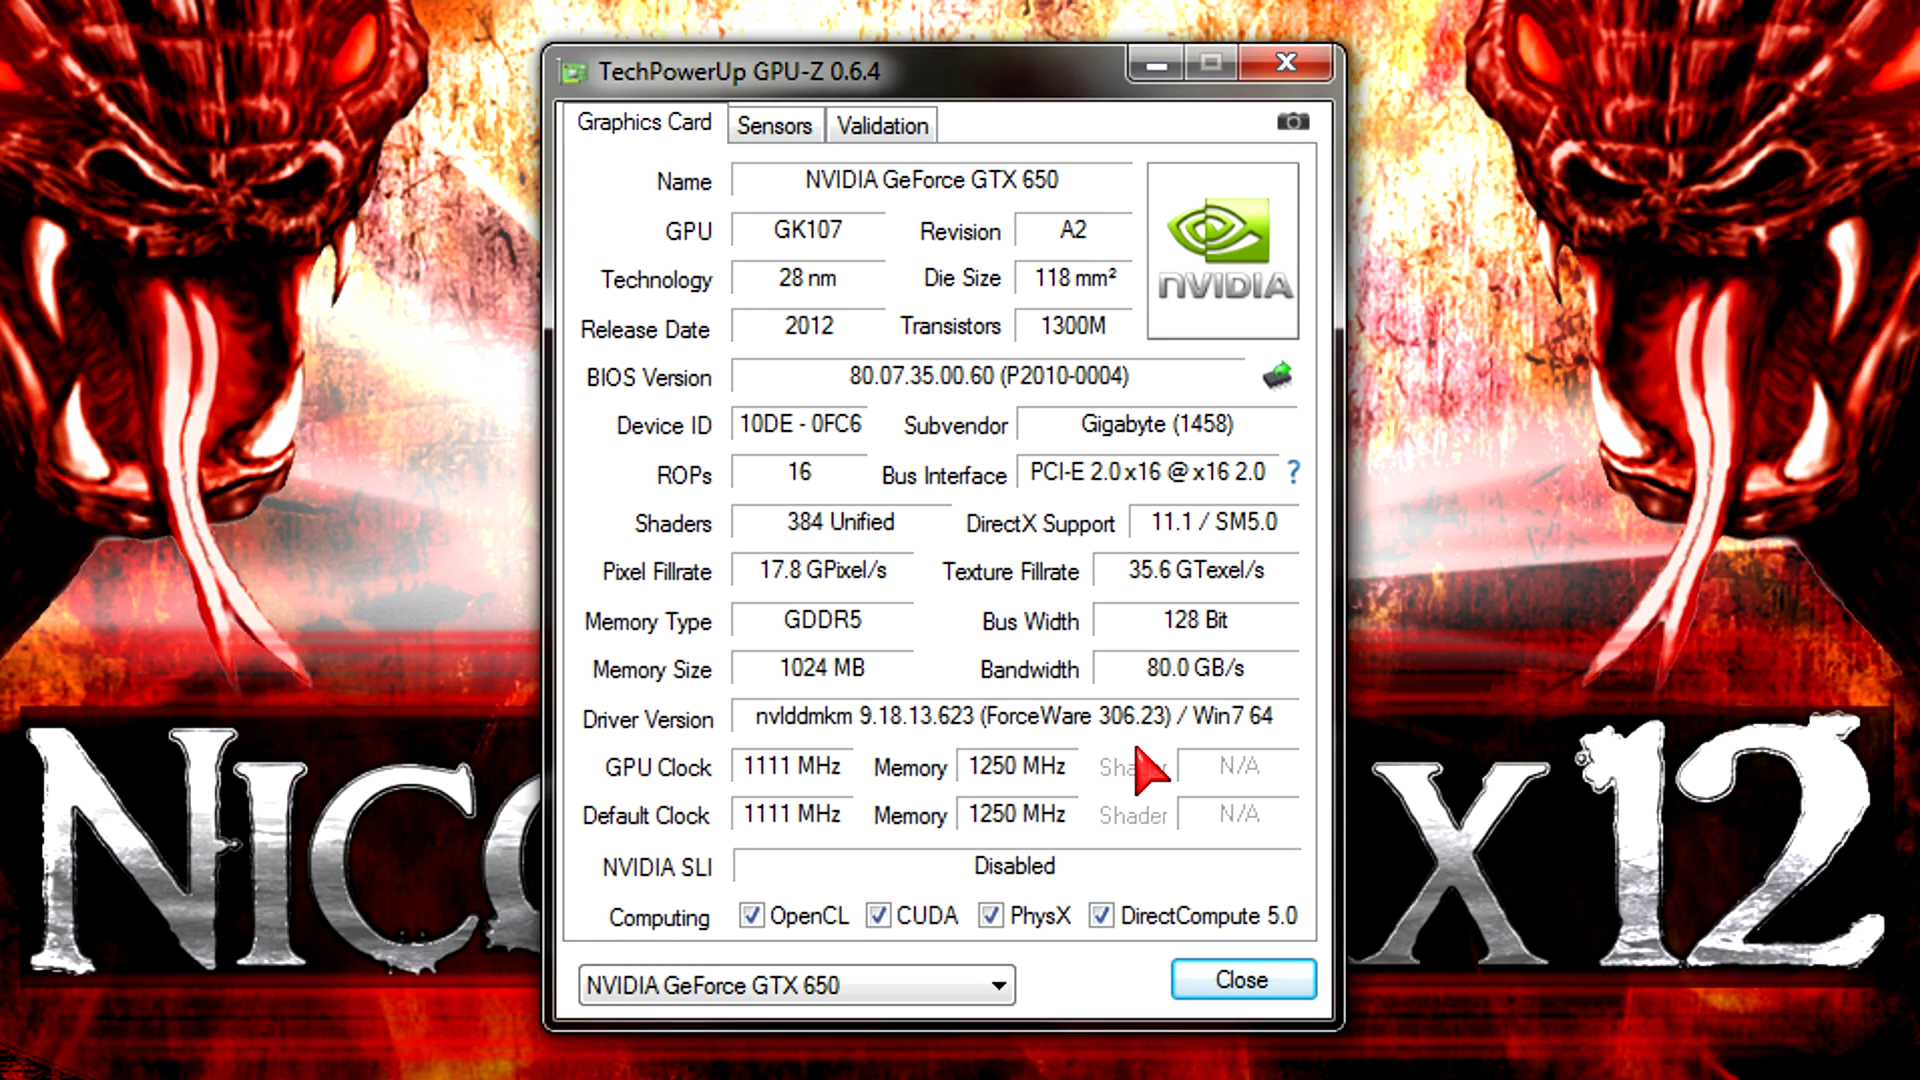 TechPowerUp GPU-Z 0.6.4
Graphics Card Sensors Validation
Name NVIDIA GeForce GTX 650
GPU GK107 Revision A2
Technology 28 nm Die Size 118 mm²
nVIDIA
Release Date 2012 Transistors 1300M
BIOS Version 80.07.35.00.60 (P2010-0004)
Device ID 10DE - 0FC6 Subvendor Gigabyte (1458)
ROPs 16 Bus Interface PCI-E 2.0 x16 @ x16 2.0 ?
Shaders 384 Unified DirectX Support 11.1 / SM5.0
Pixel Fillrate 17.8 GPixel/s Texture Fillrate 35.6 GTexel/s
Memory Type GDDR5 Bus Width 128 Bit
Memory Size 1024 MB Bandwidth 80.0 GB/s
Driver Version nvlddmkm 9.18.13.623 (ForceWare 306.23) / Win7 64
GPU Clock 1111 MHz Memory 1250 MHz Shader N/A
Default Clock 1111 MHz Memory 1250 MHz Shader N/A
NVIDIA SLI Disabled
Computing OpenCL CUDA PhysX DirectCompute 5.0
NVIDIA GeForce GTX 650 Close